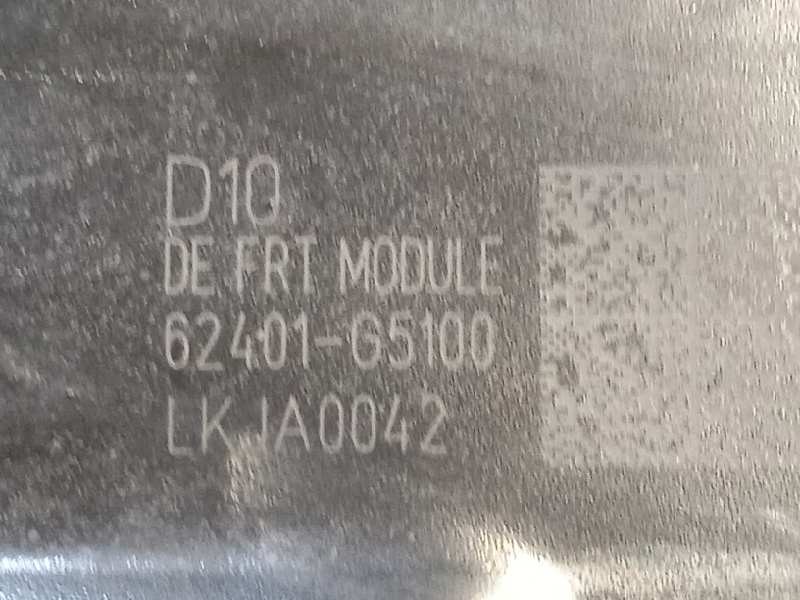 D10
DE FRT MODULE
62401-G5100
LKJA0042